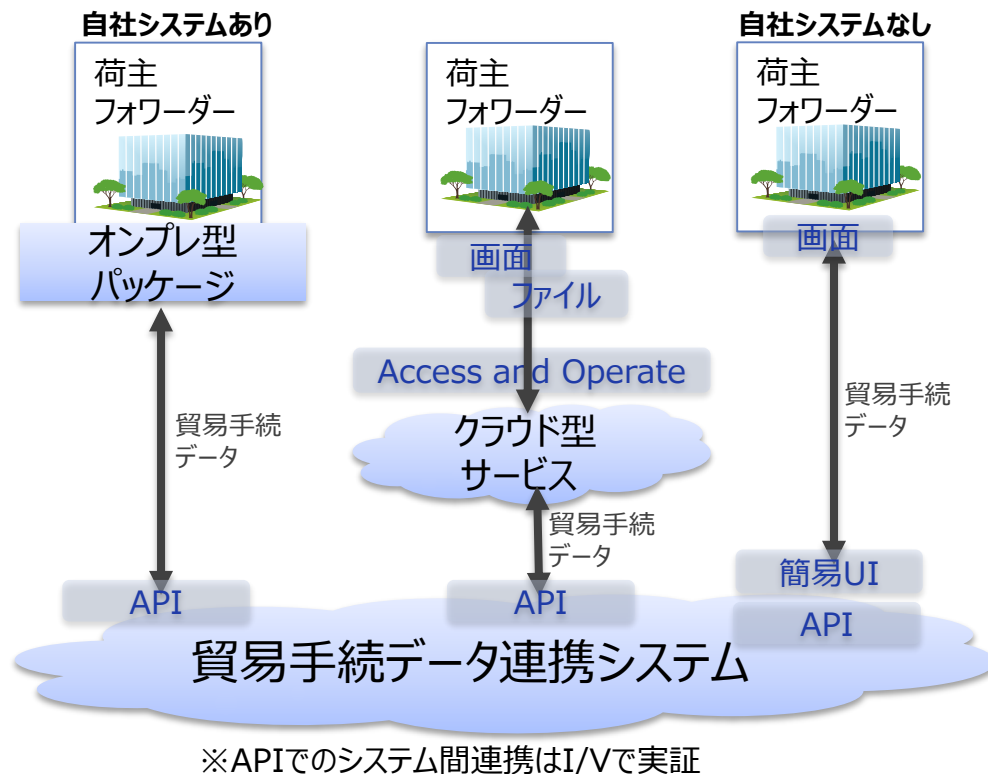 自社システムあり
荷主
フォワーダー
オンプレ型
パッケージ
貿易手続
データ
API
荷主
フォワーダー
画面
ファイル
Access and Operate
クラウド型
サービス
貿易手続
データ
API
自社システムなし
荷主
フォワーダー
画面
貿易手続
データ
簡易UI
API
貿易手続データ連携システム
※APIでのシステム間連携はI/Vで実証